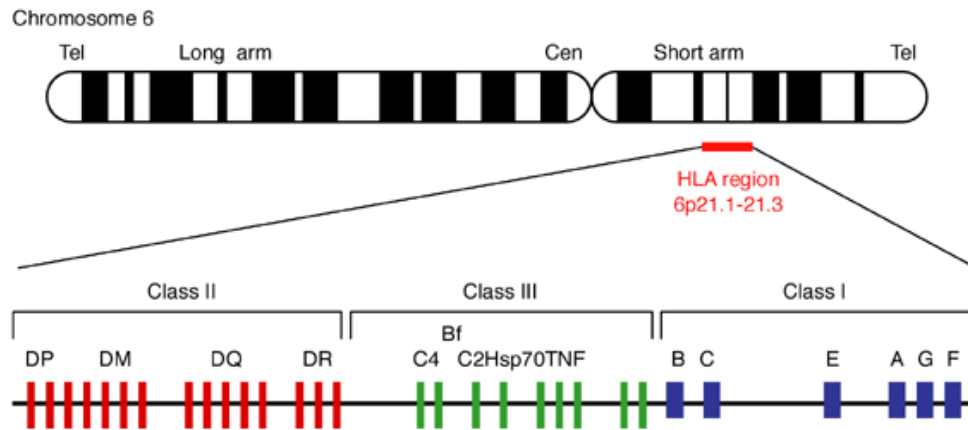 Chromosome 6
Tel Long arm Cen Short arm Tel
HLA region
6p21.1-21.3
Class II Class III Class I
Bf
DP DM DQ DR C4 C2Hsp70TNF B C E A G F